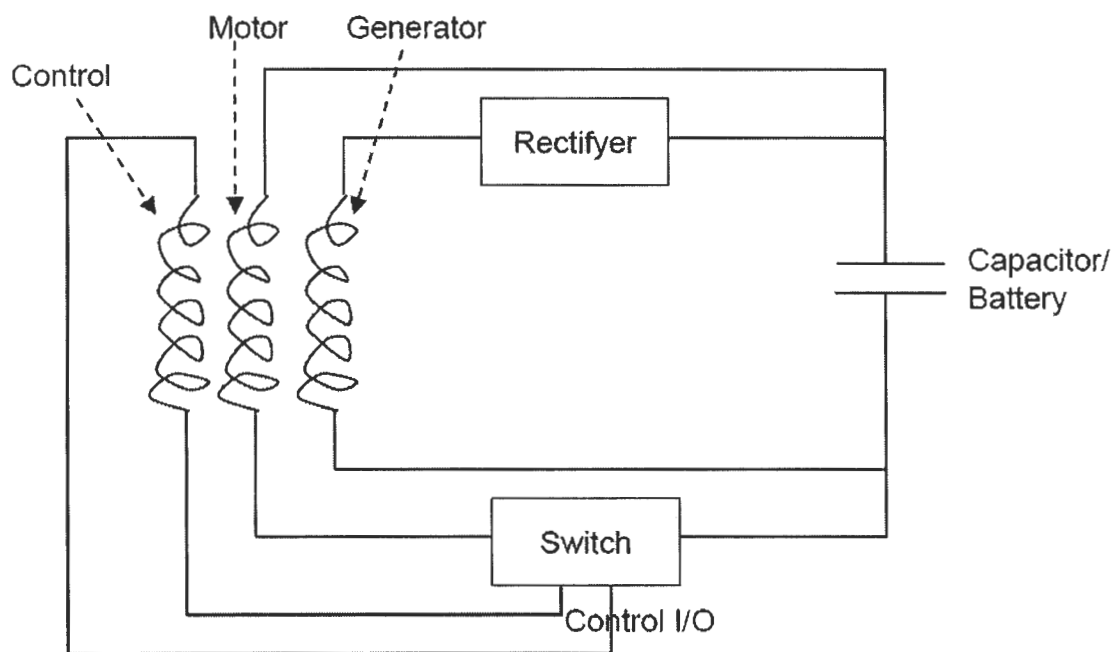 Motor
Generator
Control
Rectifyer
Capacitor/
Battery
Switch
Control I/O